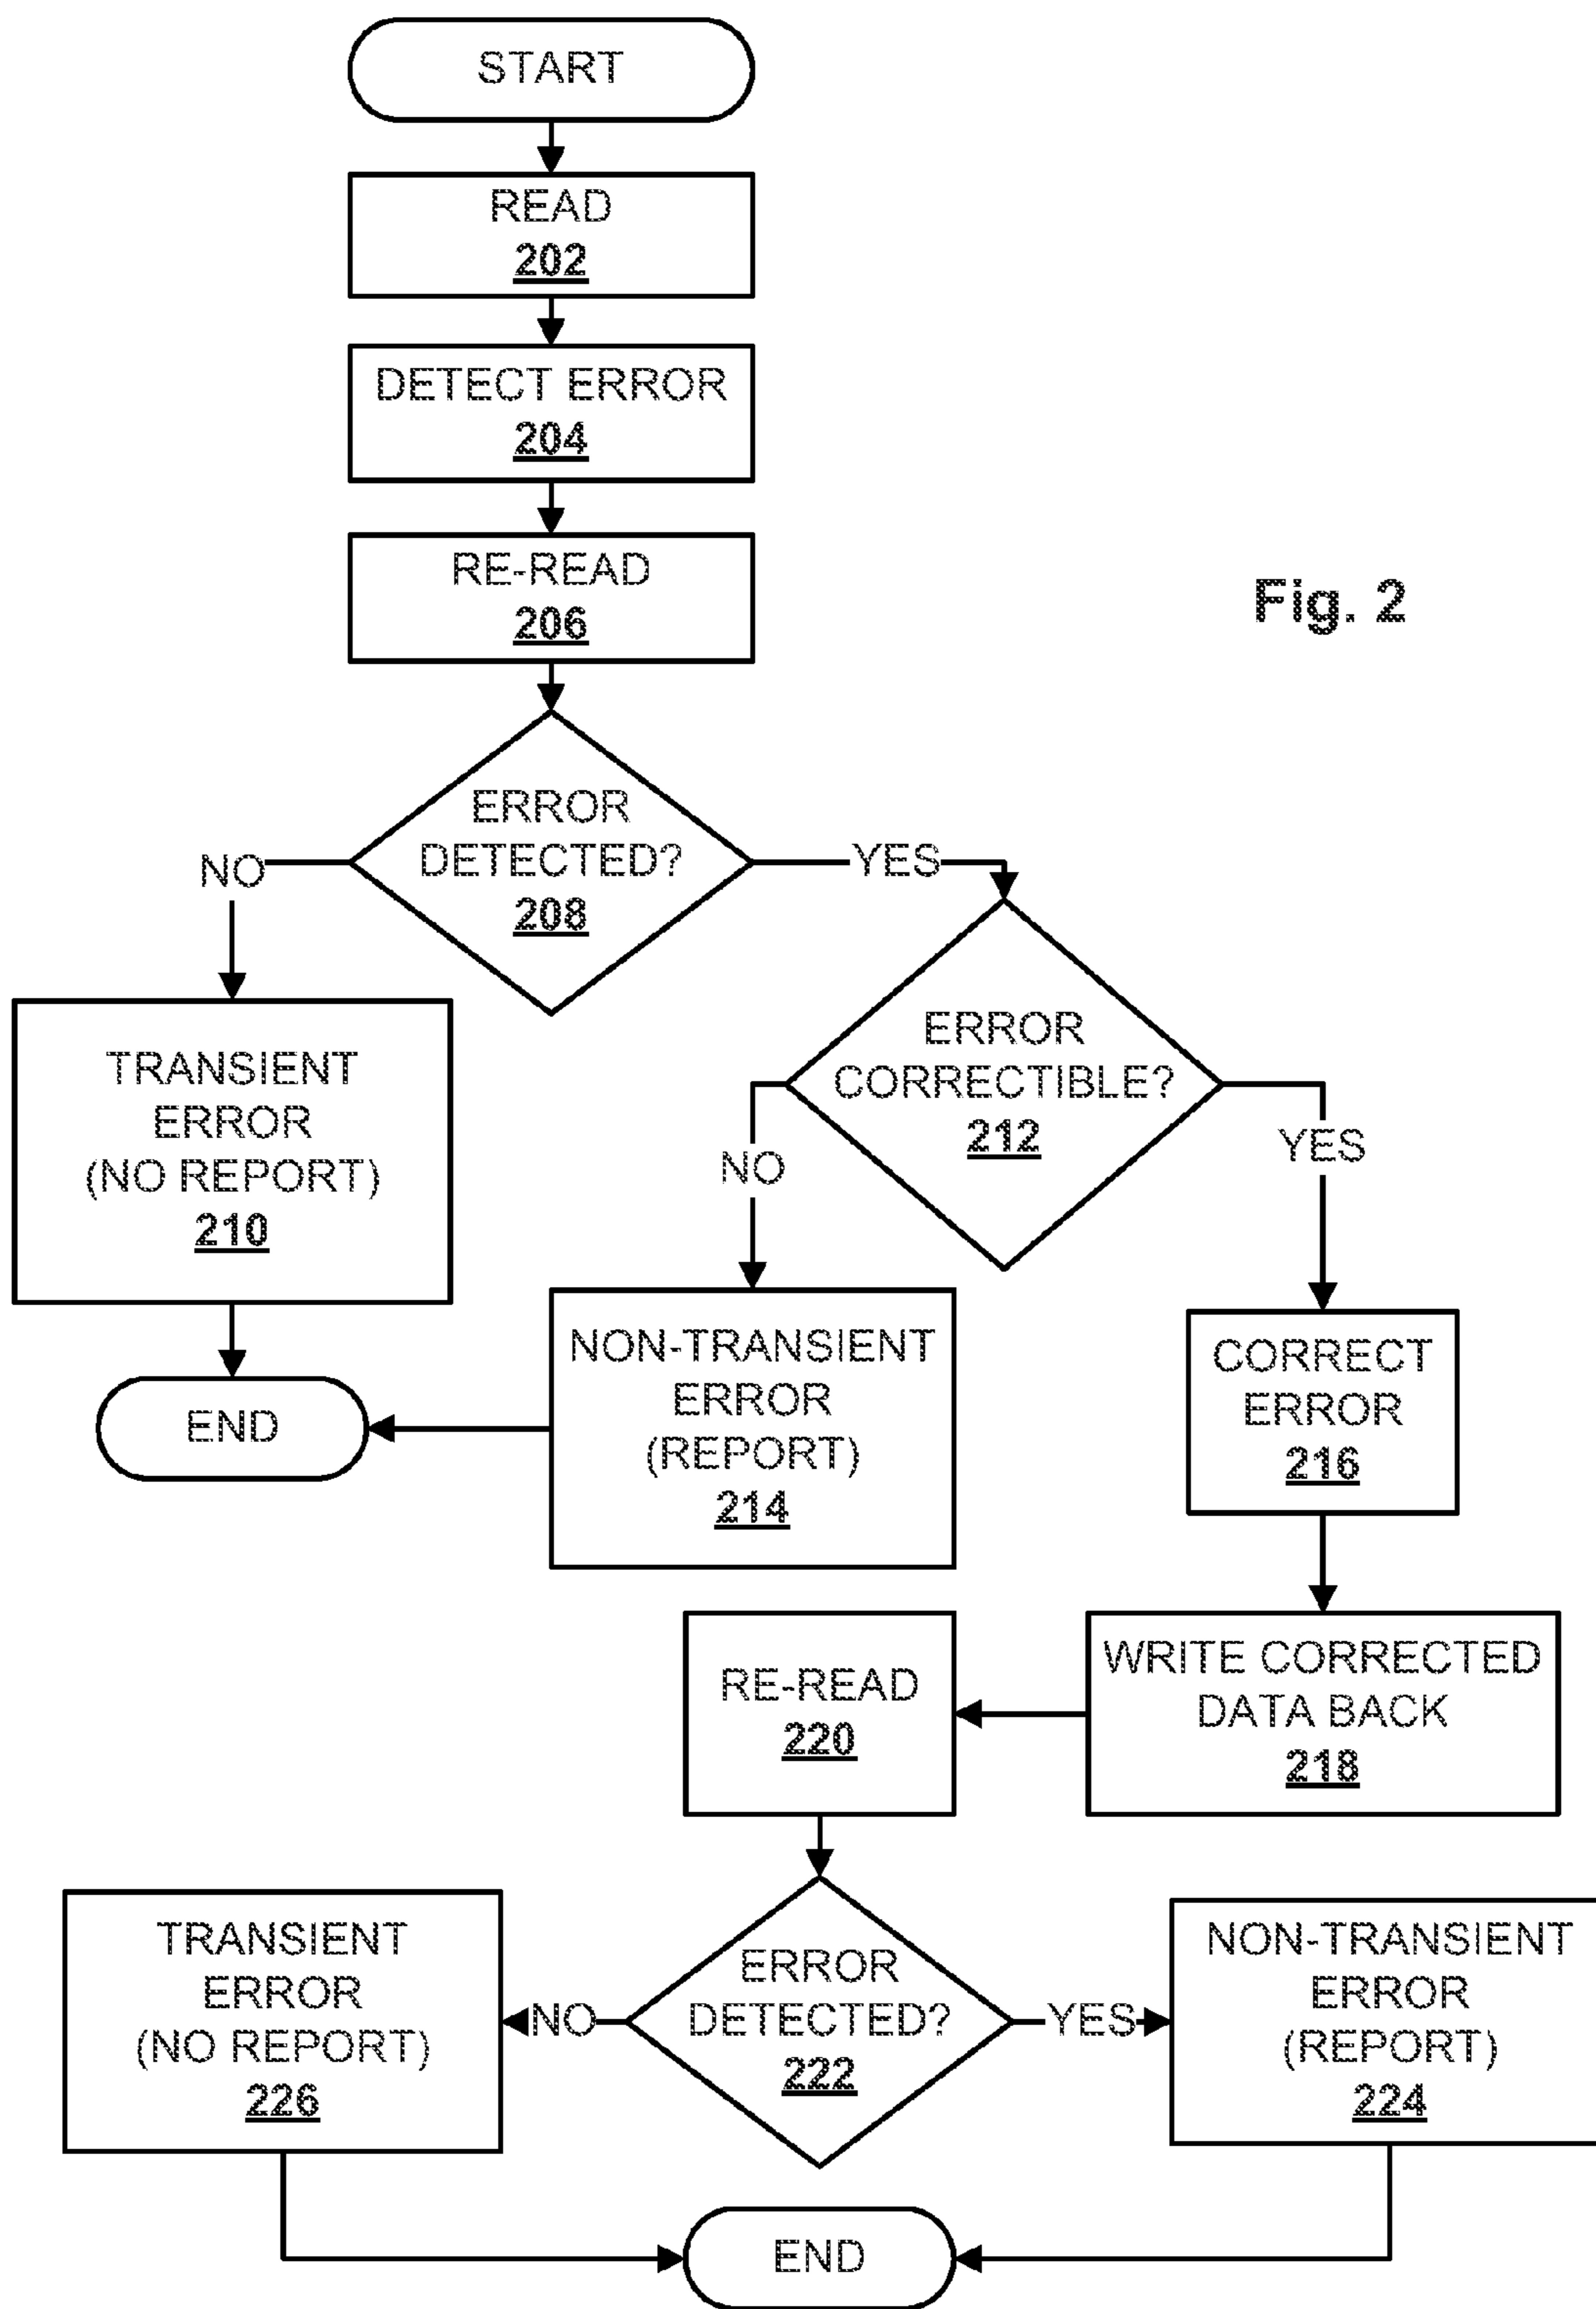 START
READ
202
DETECT ERROR
204
RE-READ
206
Fig. 2
ERROR
DETECTED?
208
NO
YES
ERROR
CORRECTIBLE?
212
NO
YES
TRANSIENT
ERROR
(NO REPORT)
210
NON-TRANSIENT
ERROR
(REPORT)
214
CORRECT
ERROR
216
END
WRITE CORRECTED
DATA BACK
218
RE-READ
220
ERROR
DETECTED?
222
NO
YES
TRANSIENT
ERROR
(NO REPORT)
226
NON-TRANSIENT
ERROR
(REPORT)
224
END